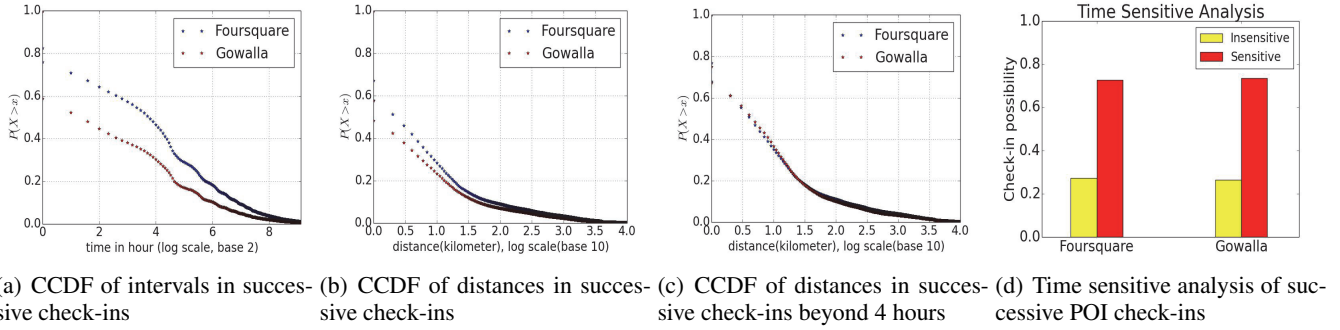 1.0
0.8
0.6
0.4
0.2
0.0
P(X > x)
0 2 4 6 8
time in hour (log scale, base 2)
Foursquare
Gowalla
1.0
0.8
0.6
0.4
0.2
0.0
P(X > x)
0.0 0.5 1.0 1.5 2.0 2.5 3.0 3.5 4.0
distance(kilometer), log scale(base 10)
Foursquare
Gowalla
1.0
0.8
0.6
0.4
0.2
0.0
P(X > x)
0.0 0.5 1.0 1.5 2.0 2.5 3.0 3.5 4.0
distance(kilometer), log scale(base 10)
Foursquare
Gowalla
Time Sensitive Analysis
1.0
0.8
0.6
0.4
0.2
0.0
Check-in possibility
Insensitive
Sensitive
Foursquare Gowalla
(a) CCDF of intervals in succes-
sive check-ins
(b) CCDF of distances in succes-
sive check-ins
(c) CCDF of distances in succes-
sive check-ins beyond 4 hours
(d) Time sensitive analysis of suc-
cessive POI check-ins